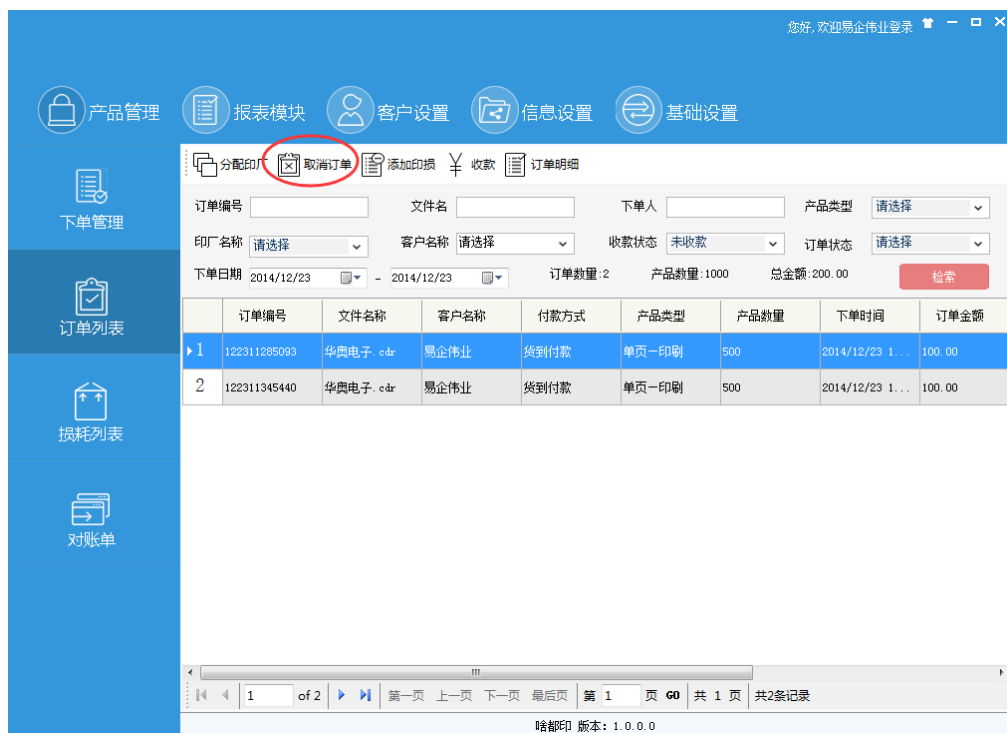 您好,欢迎易企伟业登录
产品管理 报表模块 客户设置 信息设置 基础设置
分配印厂 取消订单 添加印损 收款 订单明细
下单管理
订单列表
损耗列表
对账单
订单编号 文件名 下单人 产品类型 请选择
印厂名称 请选择 客户名称 请选择 收款状态 未收款 订单状态 请选择
下单日期 2014/12/23 - 2014/12/23 订单数量:2 产品数量:1000 总金额:200.00 检索
订单编号 文件名称 客户名称 付款方式 产品类型 产品数量 下单时间 订单金额
1 122311285093 华奥电子.cdr 易企伟业 货到付款 单页—印刷 500 2014/12/23 1... 100.00
2 122311345440 华奥电子.cdr 易企伟业 货到付款 单页—印刷 500 2014/12/23 1... 100.00
1 of 2 第一页 上一页 下一页 最后页 第 1 页 GO 共 1 页 共2条记录
啥都印 版本: 1.0.0.0